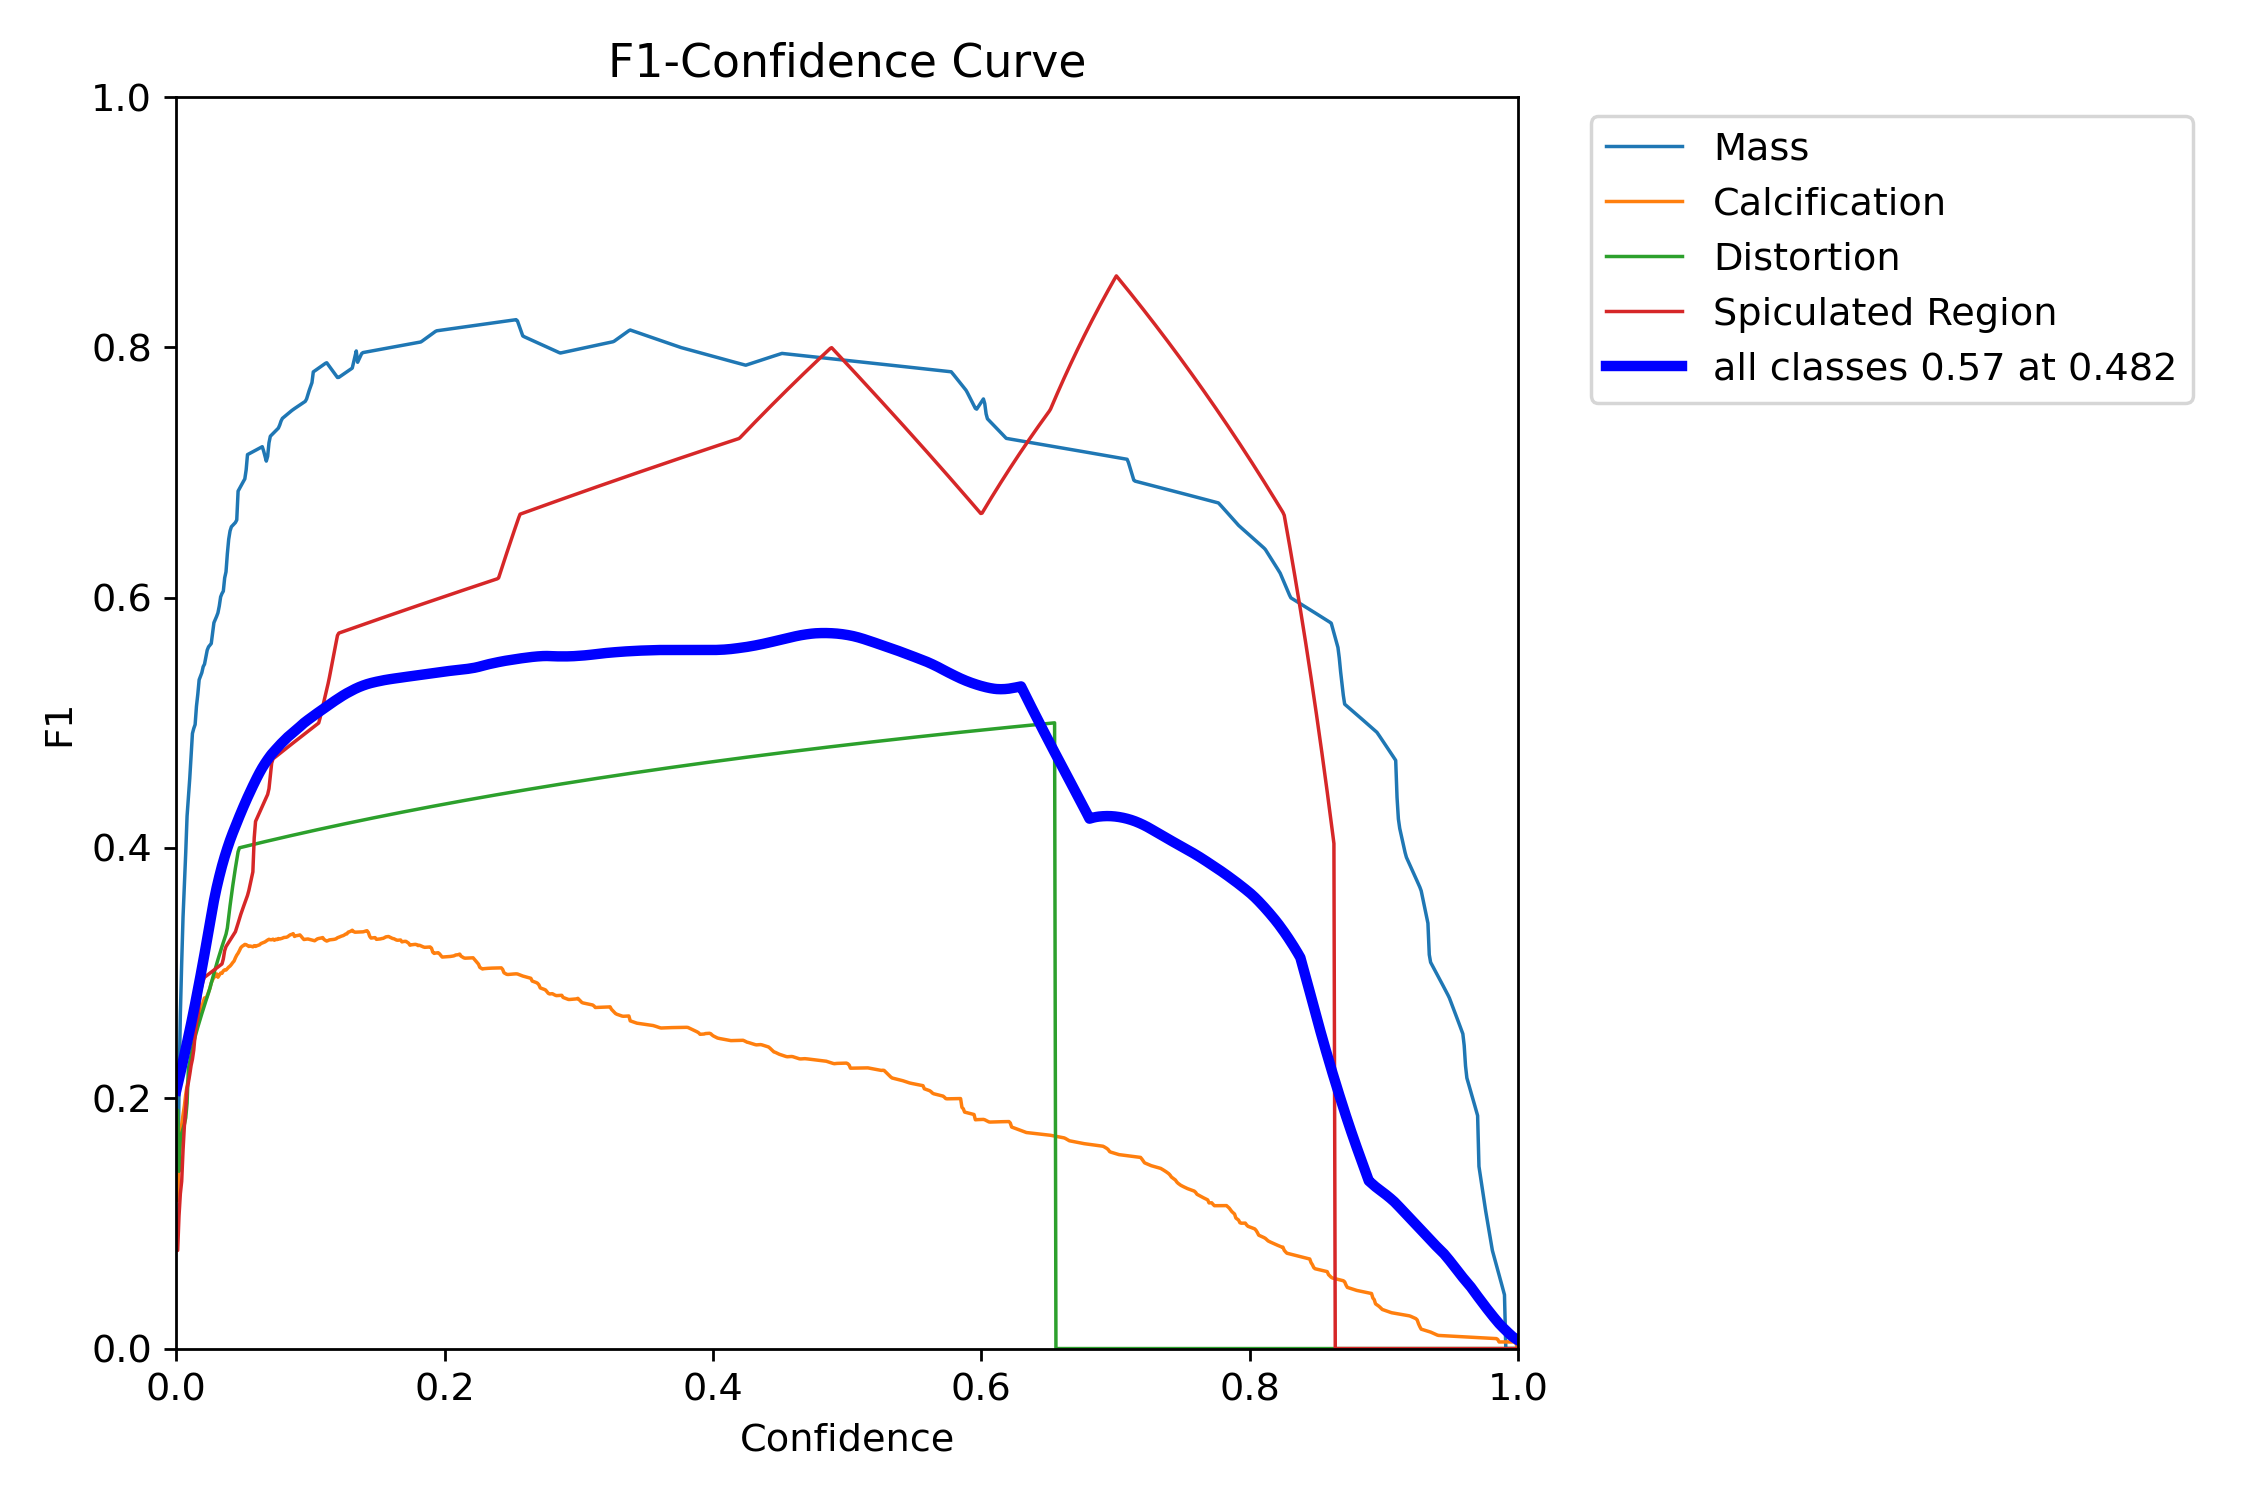 F1-Confidence Curve
1.0
0.8
0.6
0.4
0.2
0.0
F1
0.0 0.2 0.4 0.6 0.8 1.0
Confidence
Mass
Calcification
Distortion
Spiculated Region
all classes 0.57 at 0.482